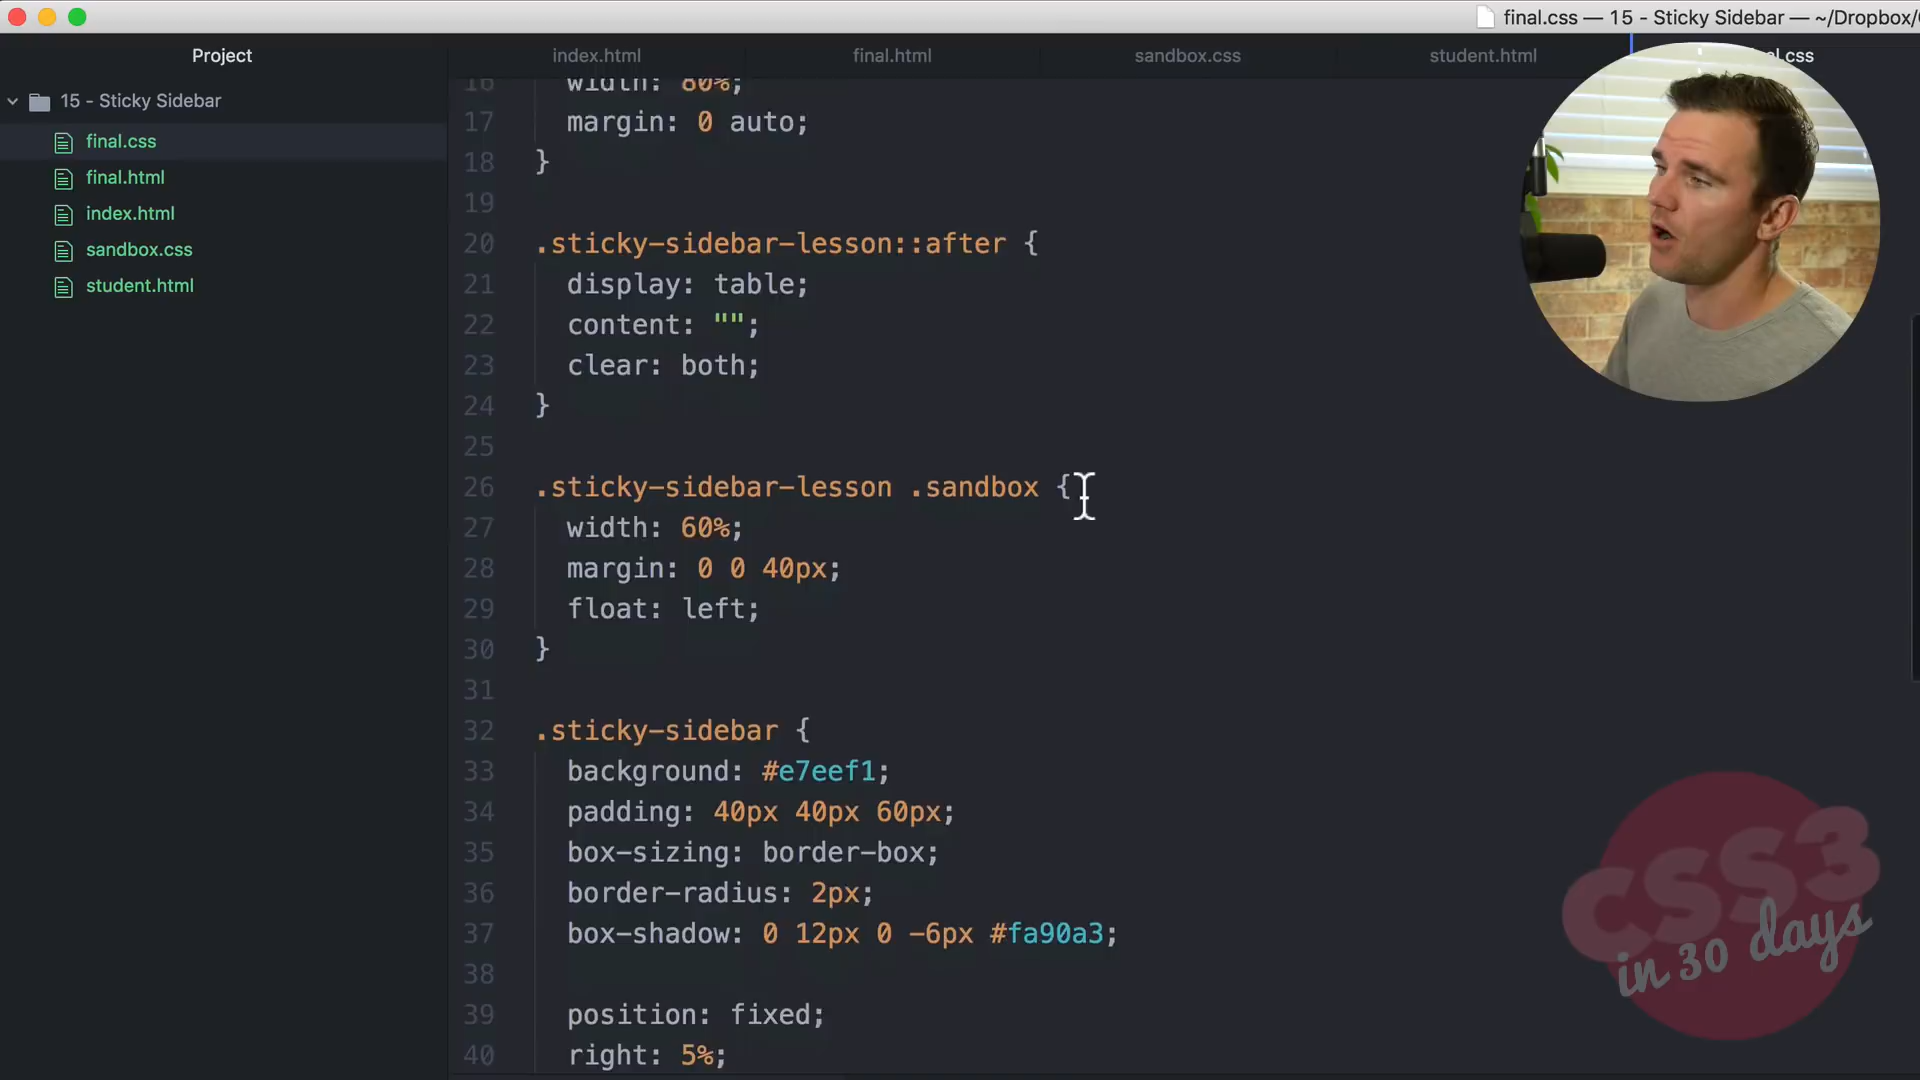 final.css — 15 - Sticky Sidebar — ~/Dropbox/
Project
index.html
final.html
sandbox.css
student.html
.css
15 - Sticky Sidebar
final.css
final.html
index.html
sandbox.css
student.html
16 width: 80%;
17 margin: 0 auto;
18 }
19
20 .sticky-sidebar-lesson::after {
21 display: table;
22 content: "";
23 clear: both;
24 }
25
26 .sticky-sidebar-lesson .sandbox {
27 width: 60%;
28 margin: 0 0 40px;
29 float: left;
30 }
31
32 .sticky-sidebar {
33 background: #e7eef1;
34 padding: 40px 40px 60px;
35 box-sizing: border-box;
36 border-radius: 2px;
37 box-shadow: 0 12px 0 -6px #fa90a3;
38
39 position: fixed;
40 right: 5%;
CSS3
in 30 days